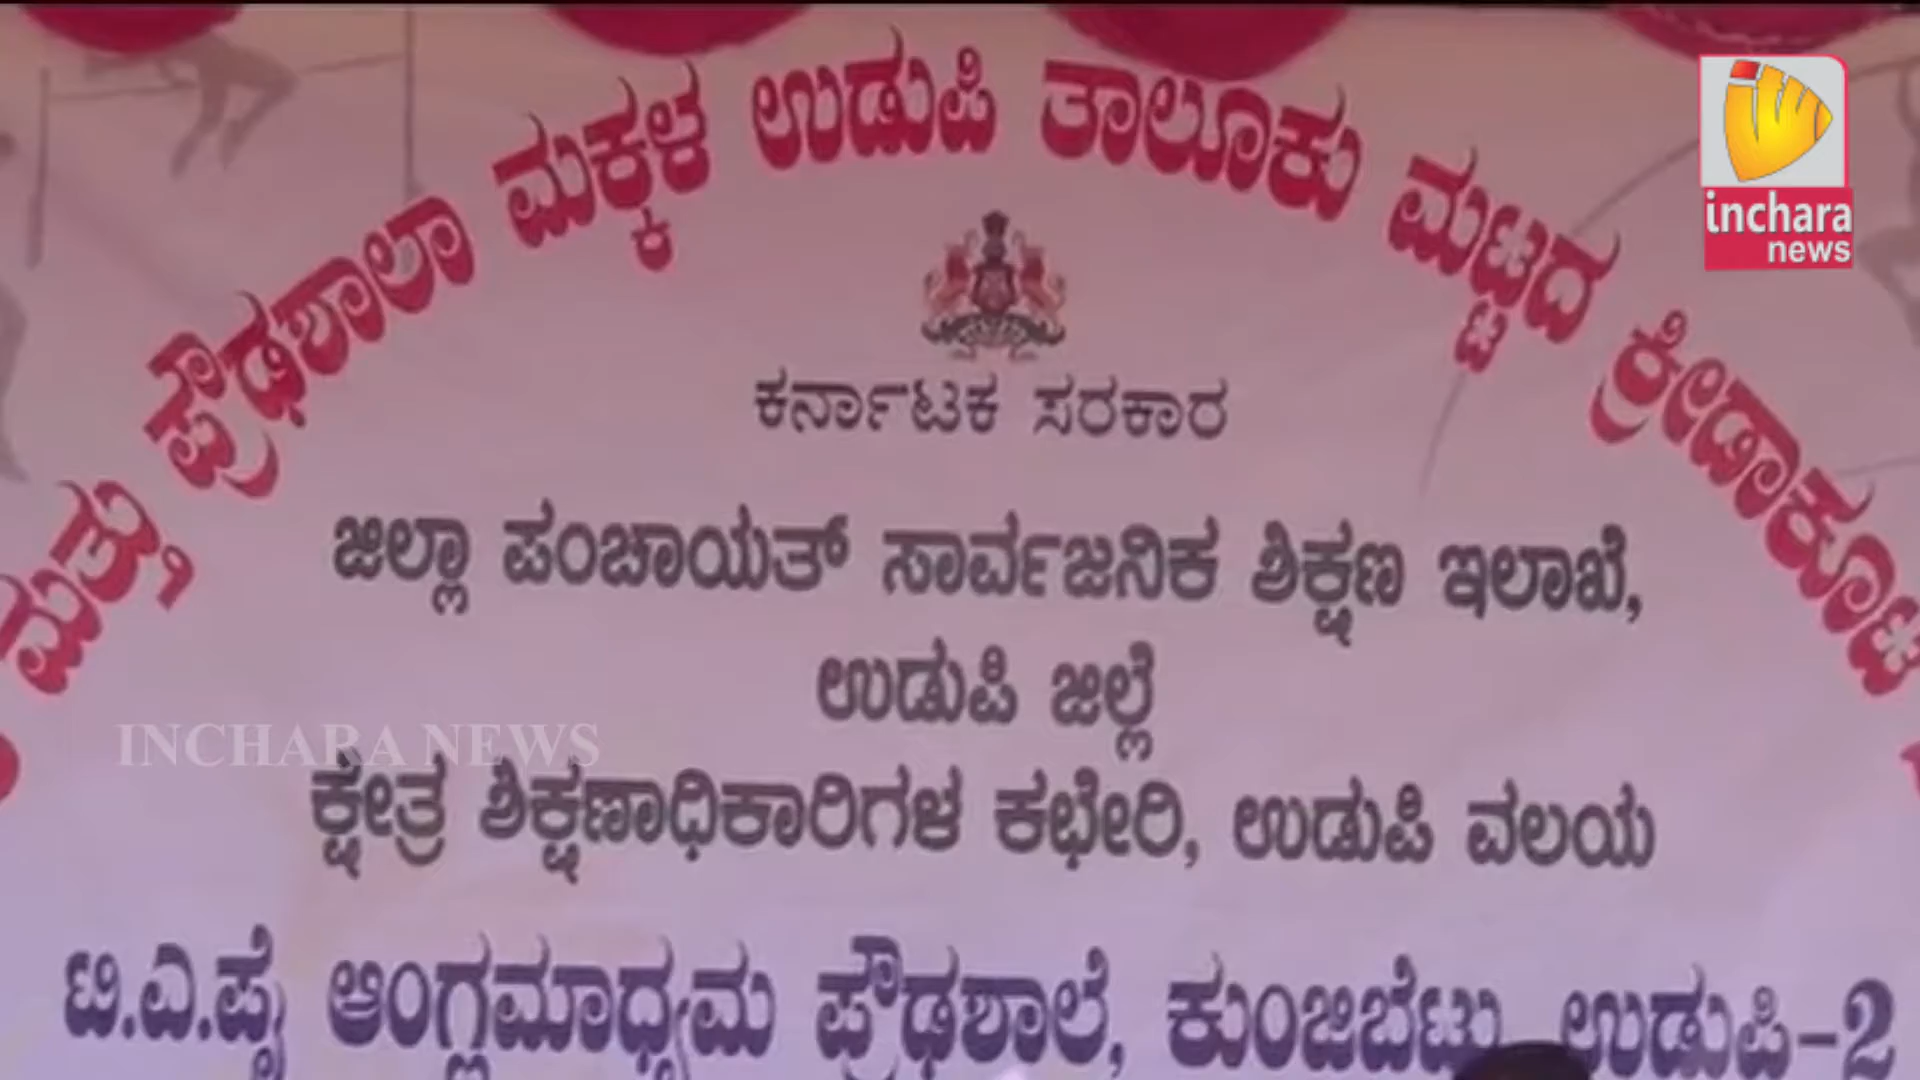 ಮತ್ತು ಪ್ರೌಢಶಾಲಾ ಮಕ್ಕಳ ಉಡುಪಿ ತಾಲೂಕು ಮಟ್ಟದ ಕ್ರೀಡಾಕೂಟ
inchara
news
ಕರ್ನಾಟಕ ಸರಕಾರ
ಜಿಲ್ಲಾ ಪಂಚಾಯತ್ ಸಾರ್ವಜನಿಕ ಶಿಕ್ಷಣ ಇಲಾಖೆ,
ಉಡುಪಿ ಜಿಲ್ಲೆ
INCHARA NEWS
ಕ್ಷೇತ್ರ ಶಿಕ್ಷಣಾಧಿಕಾರಿಗಳ ಕಛೇರಿ, ಉಡುಪಿ ವಲಯ
ಟಿ.ಎ.ಪೈ ಆಂಗ್ಲಮಾಧ್ಯಮ ಪ್ರೌಢಶಾಲೆ, ಕುಂಜಿಬೆಟ್ಟು ಉಡುಪಿ-2